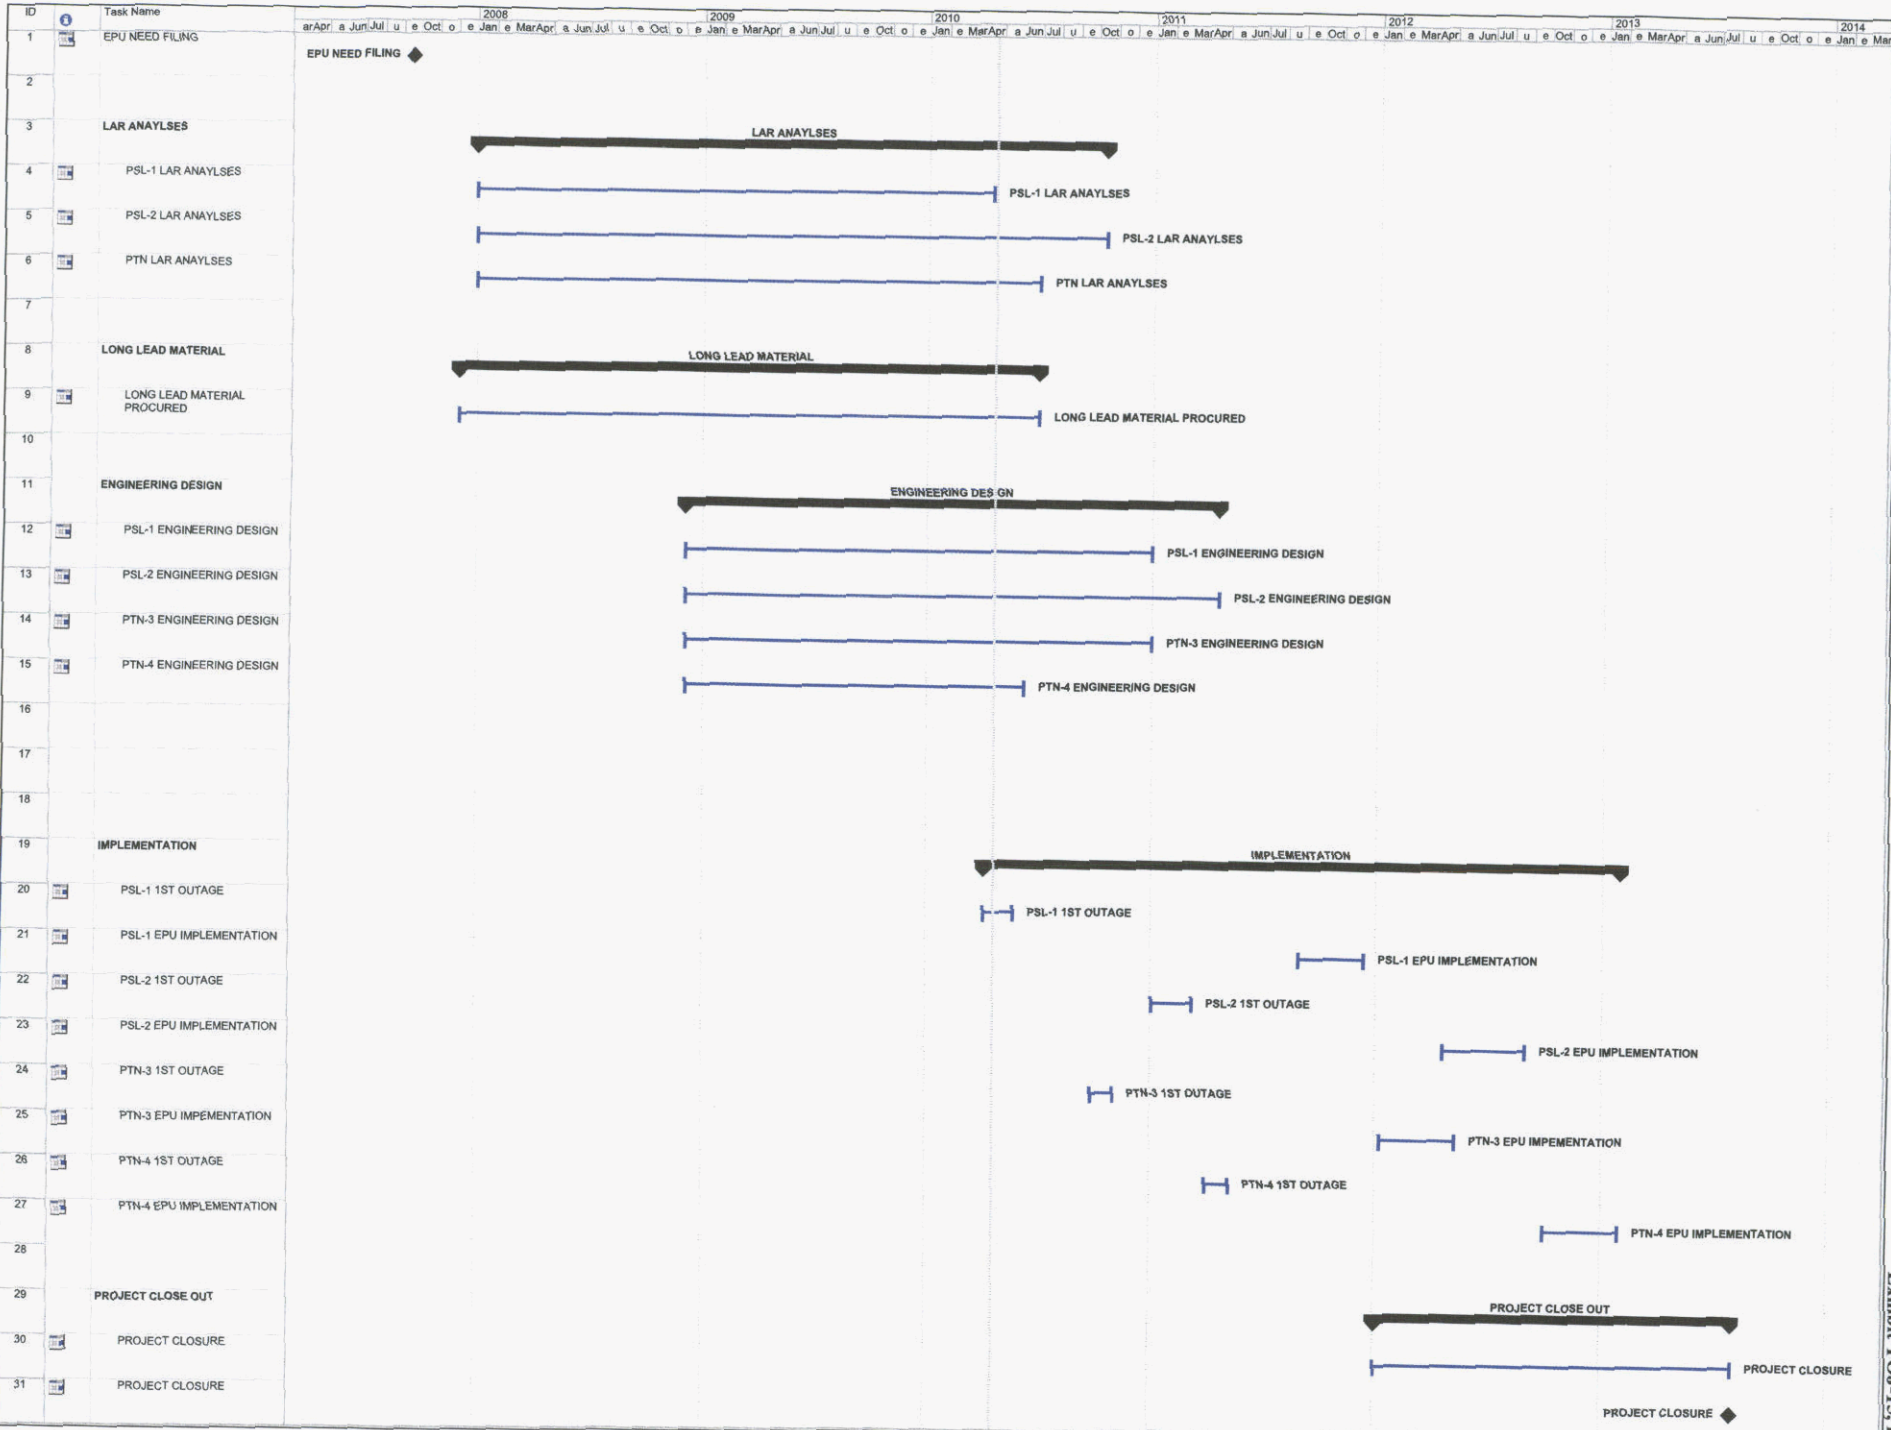 ID Task Name 2008 2009 2010 2011 2012 2013 2014
arApr a Jun Jul u e Oct o e Jan e MarApr a Jun Jul u e Oct o e Jan e MarApr a Jun Jul u e Oct o e Jan e MarApr a Jun Jul u e Oct o e Jan e MarApr a Jun Jul u e Oct o e Jan e MarApr a Jun Jul u e Oct o e Jan e MarApr a Jun Jul u e Oct o e Jan e Mar
1 EPU NEED FILING
EPU NEED FILING
2
3 LAR ANAYLSES
LAR ANAYLSES
4 PSL-1 LAR ANAYLSES
PSL-1 LAR ANAYLSES
5 PSL-2 LAR ANAYLSES
PSL-2 LAR ANAYLSES
6 PTN LAR ANAYLSES
PTN LAR ANAYLSES
7
8 LONG LEAD MATERIAL
LONG LEAD MATERIAL
9 LONG LEAD MATERIAL
PROCURED
LONG LEAD MATERIAL PROCURED
10
11 ENGINEERING DESIGN
ENGINEERING DESIGN
12 PSL-1 ENGINEERING DESIGN
PSL-1 ENGINEERING DESIGN
13 PSL-2 ENGINEERING DESIGN
PSL-2 ENGINEERING DESIGN
14 PTN-3 ENGINEERING DESIGN
PTN-3 ENGINEERING DESIGN
15 PTN-4 ENGINEERING DESIGN
PTN-4 ENGINEERING DESIGN
16
17
18
19 IMPLEMENTATION
IMPLEMENTATION
20 PSL-1 1ST OUTAGE
PSL-1 1ST OUTAGE
21 PSL-1 EPU IMPLEMENTATION
PSL-1 EPU IMPLEMENTATION
22 PSL-2 1ST OUTAGE
PSL-2 1ST OUTAGE
23 PSL-2 EPU IMPLEMENTATION
PSL-2 EPU IMPLEMENTATION
24 PTN-3 1ST OUTAGE
PTN-3 1ST OUTAGE
25 PTN-3 EPU IMPEMENTATION
PTN-3 EPU IMPEMENTATION
26 PTN-4 1ST OUTAGE
PTN-4 1ST OUTAGE
27 PTN-4 EPU IMPLEMENTATION
PTN-4 EPU IMPLEMENTATION
28
29 PROJECT CLOSE OUT
PROJECT CLOSE OUT
30 PROJECT CLOSURE
PROJECT CLOSURE
31 PROJECT CLOSURE
PROJECT CLOSURE